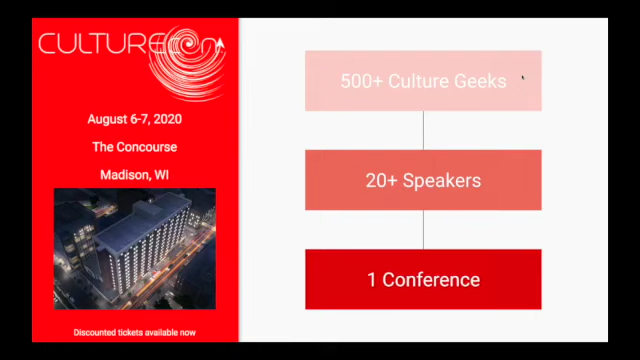 CULTURECON
August 6-7, 2020
The Concourse
Madison, WI
Discounted tickets available now
500+ Culture Geeks
20+ Speakers
1 Conference